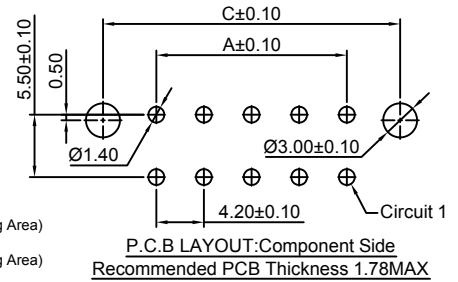 C±0.10
A±0.10
5.50±0.10
0.50
Ø1.40
Ø3.00±0.10
4.20±0.10
Circuit 1
g Area)
g Area)
P.C.B LAYOUT:Component Side
Recommended PCB Thickness 1.78MAX